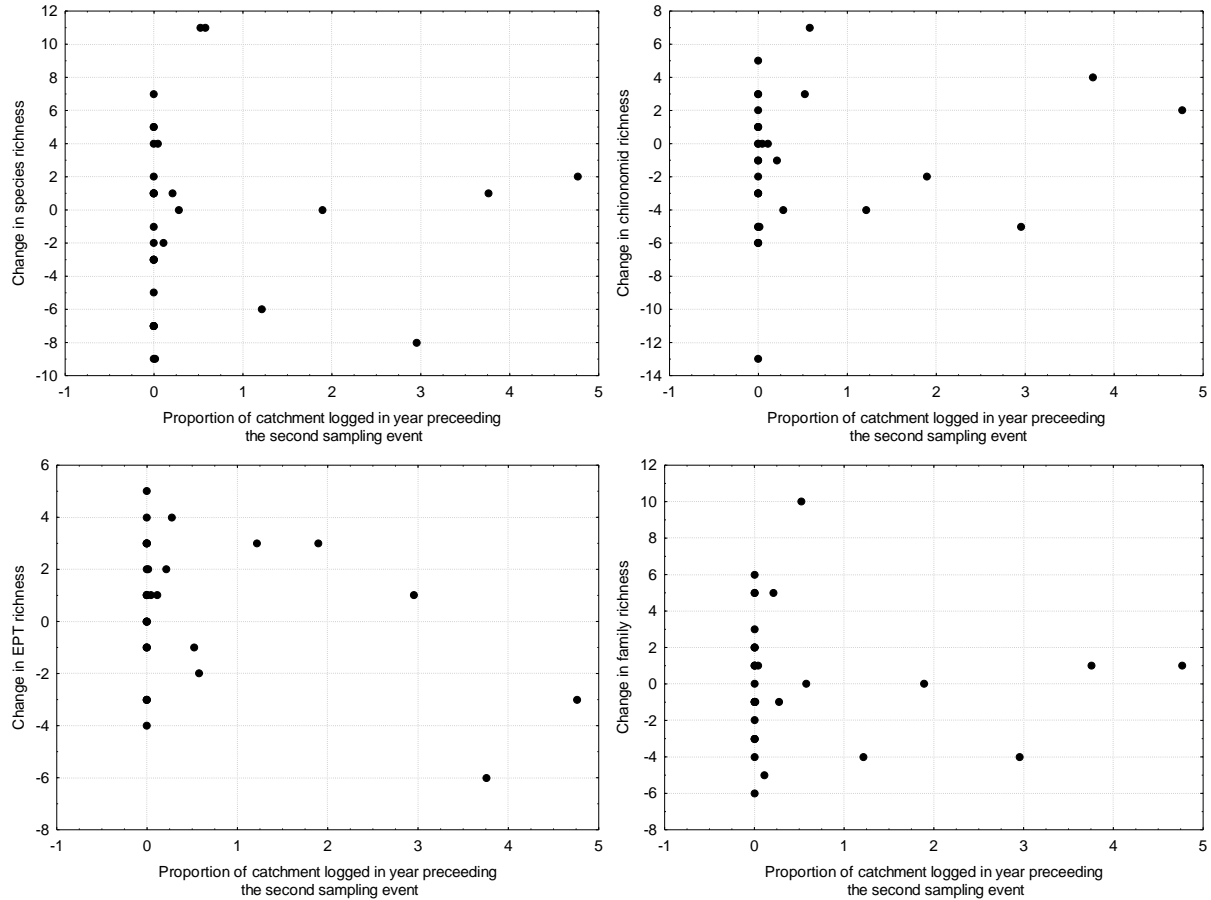 12
10
8
6
4
2
0
-2
-4
-6
-8
-10
Change in species richness
-1 0 1 2 3 4 5
Proportion of catchment logged in year preceeding
the second sampling event
8
6
4
2
0
-2
-4
-6
-8
-10
-12
-14
Change in chironomid richness
-1 0 1 2 3 4 5
Proportion of catchment logged in year preceeding
the second sampling event
6
4
2
0
-2
-4
-6
-8
Change in EPT richness
-1 0 1 2 3 4 5
Proportion of catchment logged in year preceeding
the second sampling event
12
10
8
6
4
2
0
-2
-4
-6
-8
Change in family richness
-1 0 1 2 3 4 5
Proportion of catchment logged in year preceeding
the second sampling event